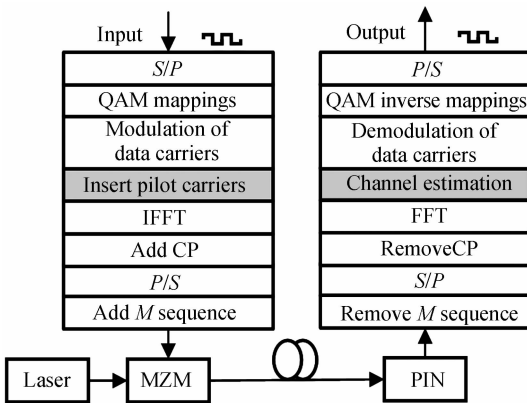 Input
S/P
QAM mappings
Modulation of
data carriers
Insert pilot carriers
IFFT
Add CP
P/S
Add M sequence
Output
P/S
QAM inverse mappings
Demodulation of
data carriers
Channel estimation
FFT
RemoveCP
S/P
Remove M sequence
Laser
MZM
PIN